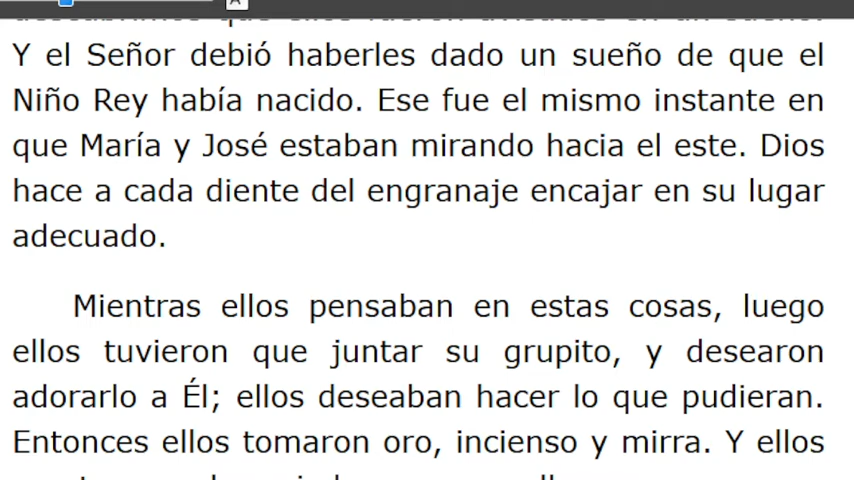 Y el Señor debió haberles dado un sueño de que el
Niño Rey había nacido. Ese fue el mismo instante en
que María y José estaban mirando hacia el este. Dios
hace a cada diente del engranaje encajar en su lugar
adecuado.
Mientras ellos pensaban en estas cosas, luego
ellos tuvieron que juntar su grupito, y desearon
adorarlo a Él; ellos deseaban hacer lo que pudieran.
Entonces ellos tomaron oro, incienso y mirra. Y ellos